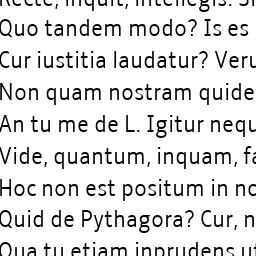 Recte, inquit, intellegis. Si
Quo tandem modo? Is es
Cur iustitia laudatur? Veru
Non quam nostram quide
An tu me de L. Igitur nequ
Vide, quantum, inquam, fa
Hoc non est positum in no
Quid de Pythagora? Cur, n
Qua tu etiam inprudens ut